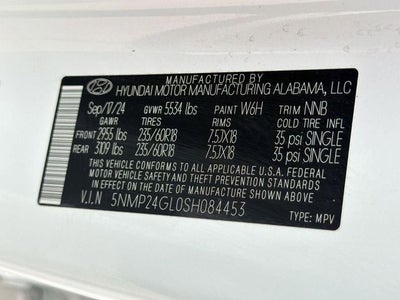 MANUFACTURED BY
HYUNDAI MOTOR MANUFACTURING ALABAMA, LLC
Sep/17/24 GVWR 5534 lbs PAINT W6H TRIM NNB
GAWR TIRES RIMS COLD TIRE INFL
FRONT 2955 lbs 235/60R18 7.5JX18 35 psi SINGLE
REAR 3109 lbs 235/60R18 7.5JX18 35 psi SINGLE
THIS VEHICLE CONFORMS TO ALL APPLICABLE U.S.A FEDERAL
MOTOR VEHICLE SAFETY AND THEFT PREVENTION STANDARDS
IN EFFECT ON THE DATE OF MANUFACTURE SHOWN ABOVE.
V.I.N 5NMP24GL0SH084453
TYPE: MPV